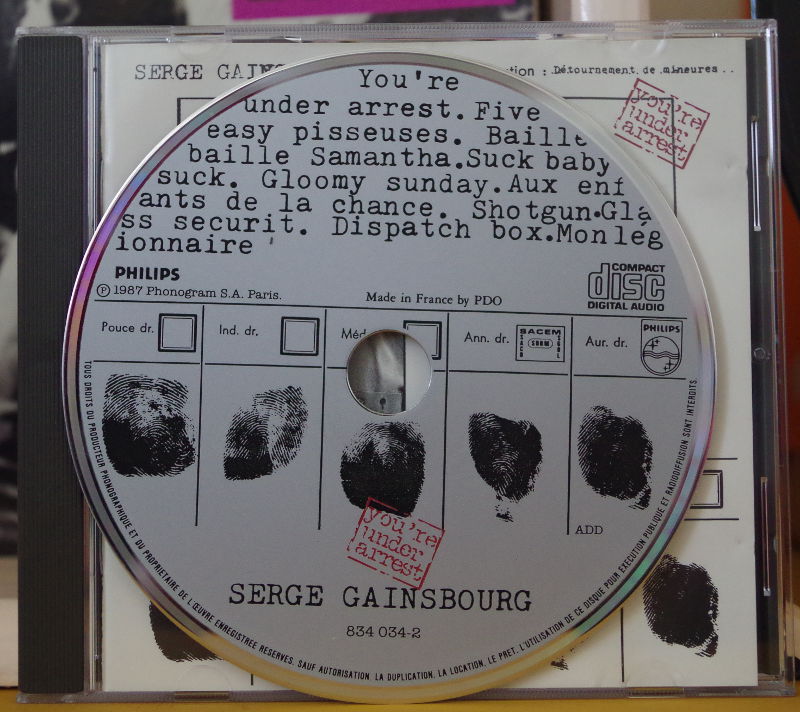 SERGE
tion : Détournement de mineures..
you're
under
arrest
You're
under arrest. Five
easy pisseuses. Baille
baille Samantha.Suck baby
suck. Gloomy sunday.Aux enf
ants de la chance. Shotgun.Gla
ss securit. Dispatch box.Mon lég
ionnaire
PHILIPS
℗ 1987 Phonogram S.A. Paris.
Made in France by PDO
COMPACT
disc
DIGITAL AUDIO
Pouce dr.
Ind. dr.
Ann. dr.
SACEM
Aur. dr.
PHILIPS
ADD
you're
under
arrest
SERGE GAINSBOURG
834 034-2
TOUS DROITS DU PRODUCTEUR PHONOGRAPHIQUE ET DU PROPRIETAIRE DE L'ŒUVRE ENREGISTREE RESERVES. SAUF AUTORISATION, LA DUPLICATION, LA LOCATION, LE PRET, L'UTILISATION DE CE DISQUE POUR EXECUTION PUBLIQUE ET RADIODIFFUSION SONT INTERDITS.